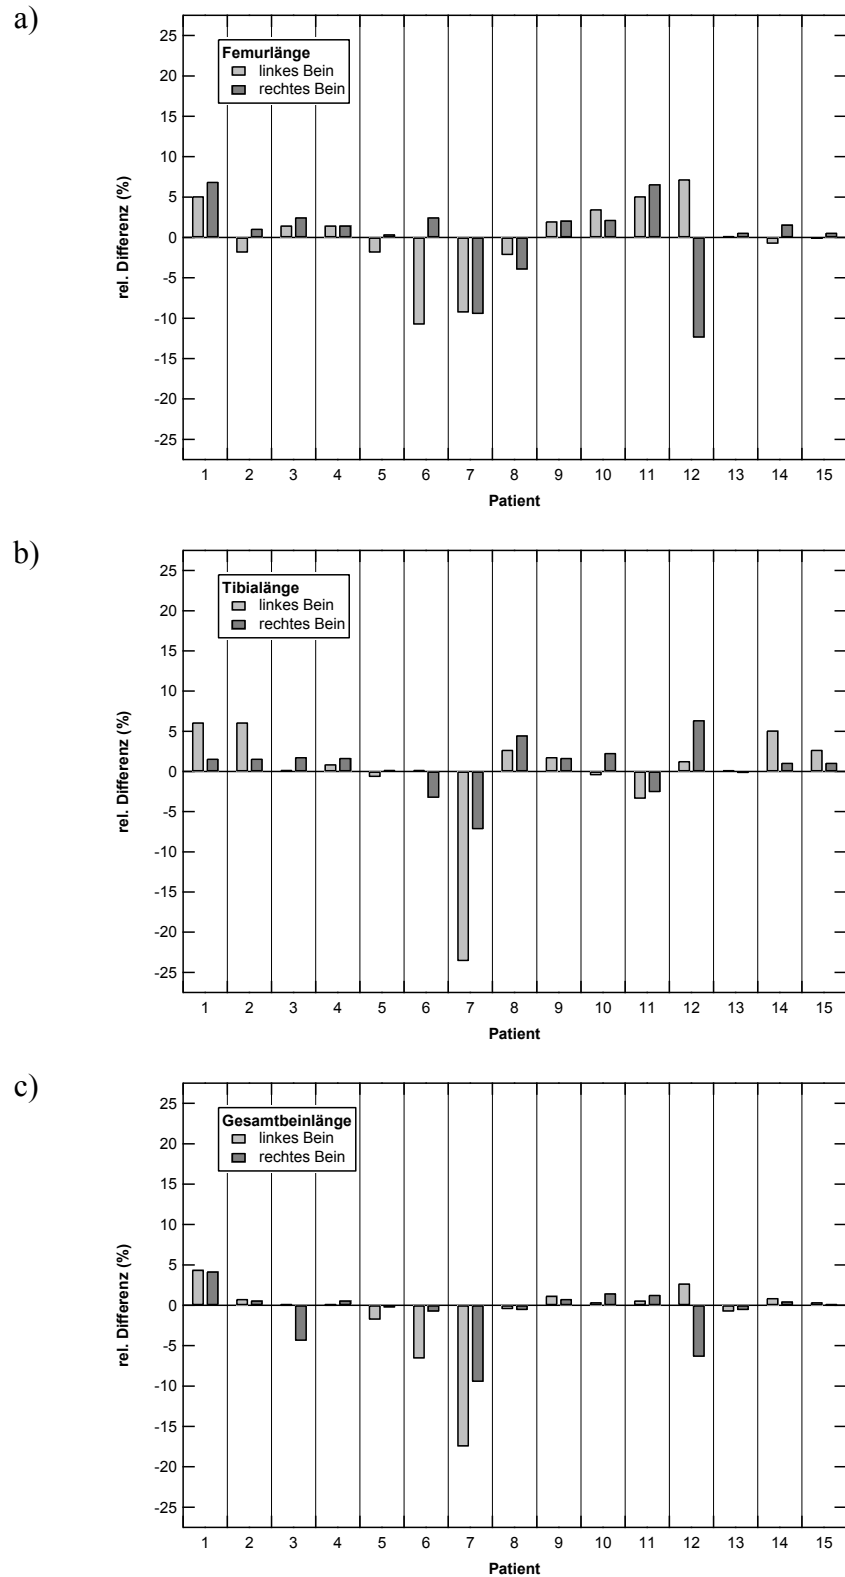 a)
25
20
15
10
5
0
-5
-10
-15
-20
-25
rel. Differenz (%)
Femurlänge
linkes Bein
rechtes Bein
1 2 3 4 5 6 7 8 9 10 11 12 13 14 15
Patient
b)
25
20
15
10
5
0
-5
-10
-15
-20
-25
rel. Differenz (%)
Tibialänge
linkes Bein
rechtes Bein
1 2 3 4 5 6 7 8 9 10 11 12 13 14 15
Patient
c)
25
20
15
10
5
0
-5
-10
-15
-20
-25
rel. Differenz (%)
Gesamtbeinlänge
linkes Bein
rechtes Bein
1 2 3 4 5 6 7 8 9 10 11 12 13 14 15
Patient